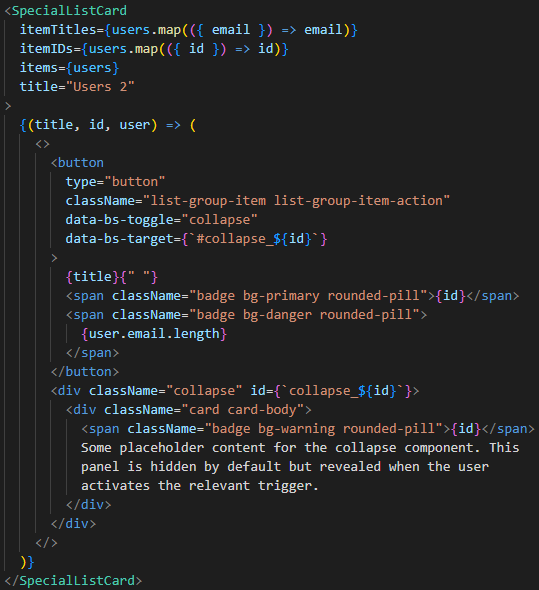 <SpecialListCard
itemTitles={users.map(({ email }) => email)}
itemIDs={users.map(({ id }) => id)}
items={users}
title="Users 2"
>
{(title, id, user) => (
<>
<button
type="button"
className="list-group-item list-group-item-action"
data-bs-toggle="collapse"
data-bs-target={`#collapse_${id}`}
>
{title}{" "}
<span className="badge bg-primary rounded-pill">{id}</span>
<span className="badge bg-danger rounded-pill">
{user.email.length}
</span>
</button>
<div className="collapse" id={`collapse_${id}`}>
<div className="card card-body">
<span className="badge bg-warning rounded-pill">{id}</span>
Some placeholder content for the collapse component. This
panel is hidden by default but revealed when the user
activates the relevant trigger.
</div>
</div>
</>
)}
</SpecialListCard>